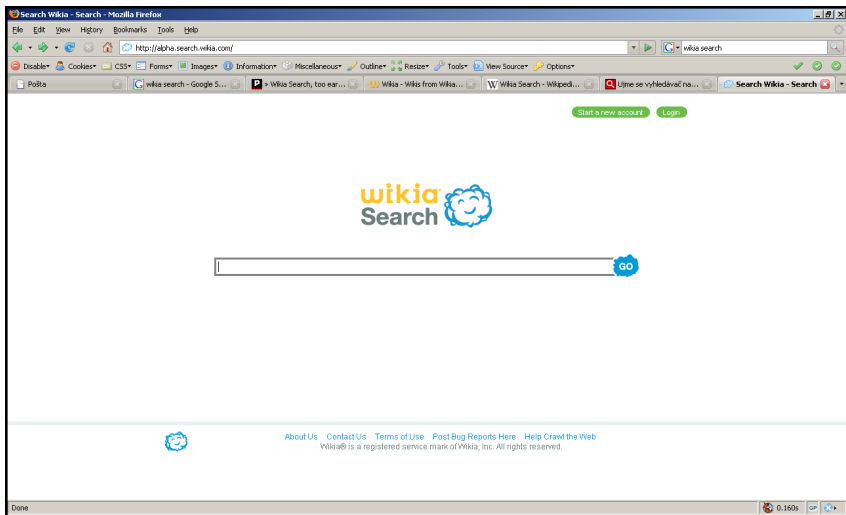 Search Wikia - Search - Mozilla Firefox
File Edit View History Bookmarks Tools Help
http://alpha.search.wikia.com/ G wikia search
Disable Cookies CSS Forms Images Information Miscellaneous Outline Resize Tools View Source Options
Pošta wikia search - Google S... » Wikia Search, too ear... Wikia - Wikis from Wikia... Wikia Search - Wikipedi... Ujme se vyhledávač na... Search Wikia - Search
Start a new account Login
wikia
Search
GO
About Us Contact Us Terms of Use Post Bug Reports Here Help Crawl the Web
Wikia® is a registered service mark of Wikia, Inc. All rights reserved.
Done 0.160s GP